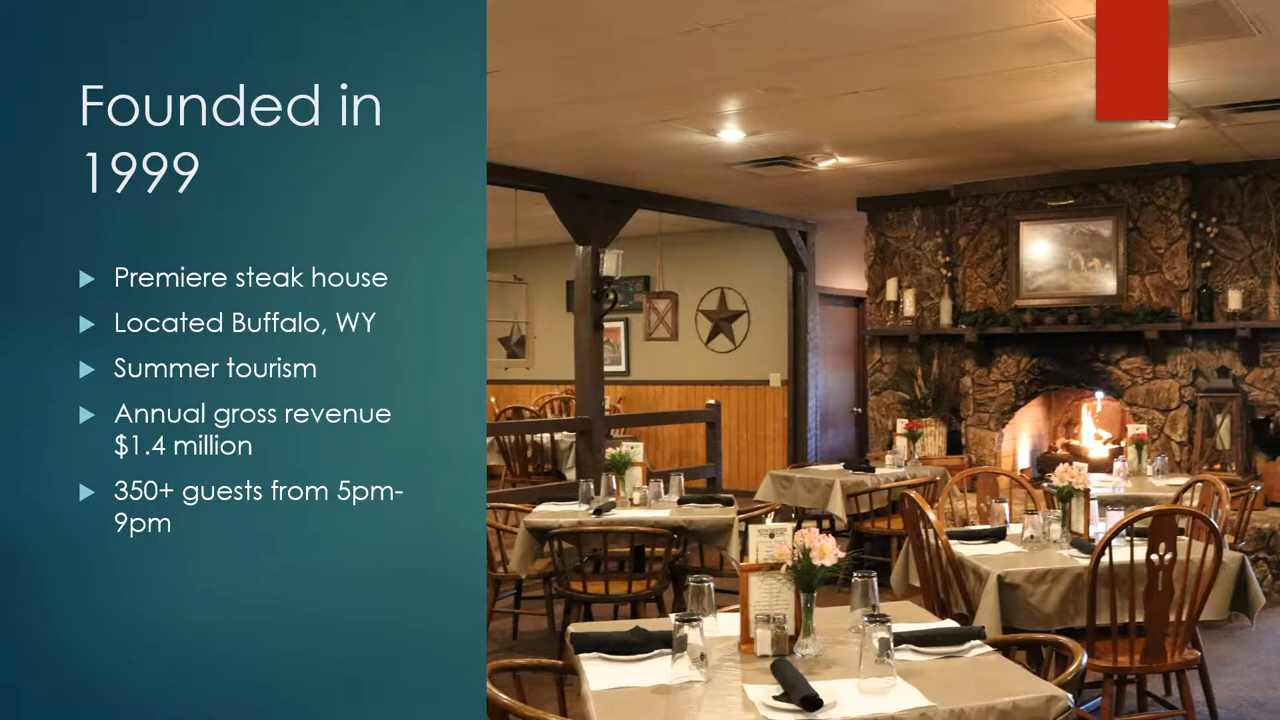 Founded in
1999
Premiere steak house
Located Buffalo, WY
Summer tourism
Annual gross revenue
$1.4 million
350+ guests from 5pm-
9pm